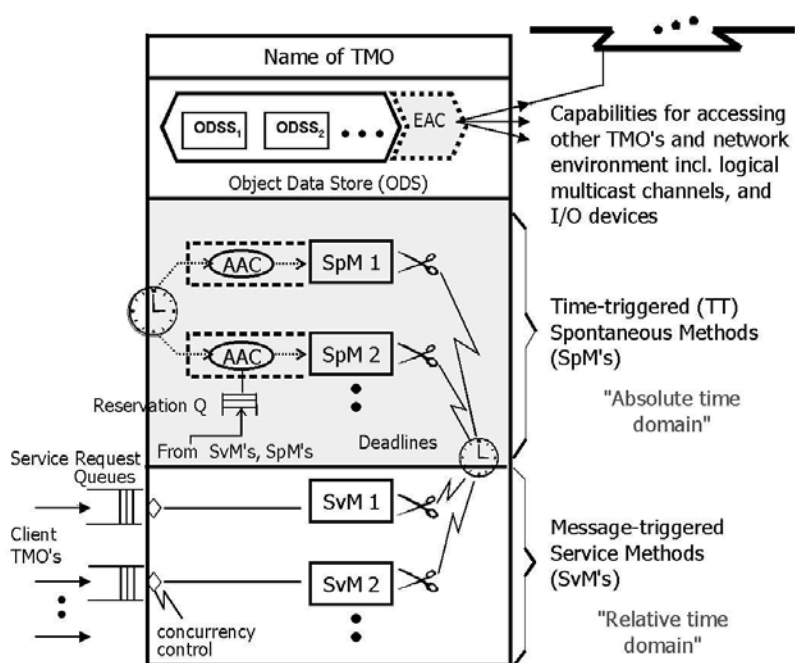 Name of TMO
ODSS1
ODSS2
EAC
Object Data Store (ODS)
Capabilities for accessing
other TMO's and network
environment incl. logical
multicast channels, and
I/O devices
AAC
SpM 1
AAC
SpM 2
Reservation Q
From SvM's, SpM's
Deadlines
Time-triggered (TT)
Spontaneous Methods
(SpM's)
"Absolute time
domain"
Service Request
Queues
Client
TMO's
SvM 1
SvM 2
concurrency
control
Message-triggered
Service Methods
(SvM's)
"Relative time
domain"